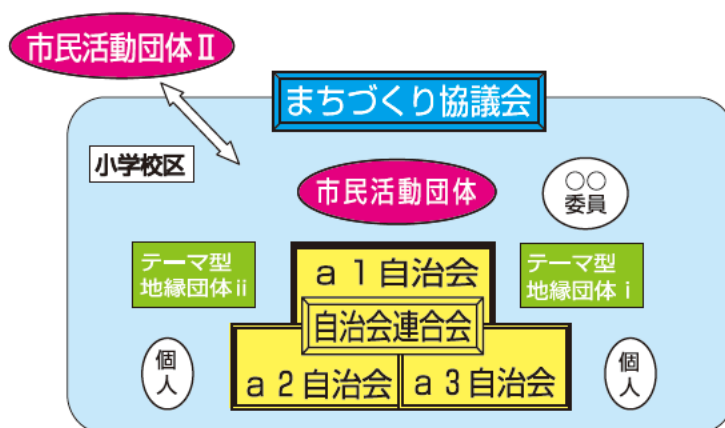 市民活動団体Ⅱ
まちづくり協議会
小学校区
市民活動団体
○○
委員
テーマ型
地縁団体ⅱ
a1自治会
テーマ型
地縁団体ⅰ
自治会連合会
個
人
a2自治会
a3自治会
個
人